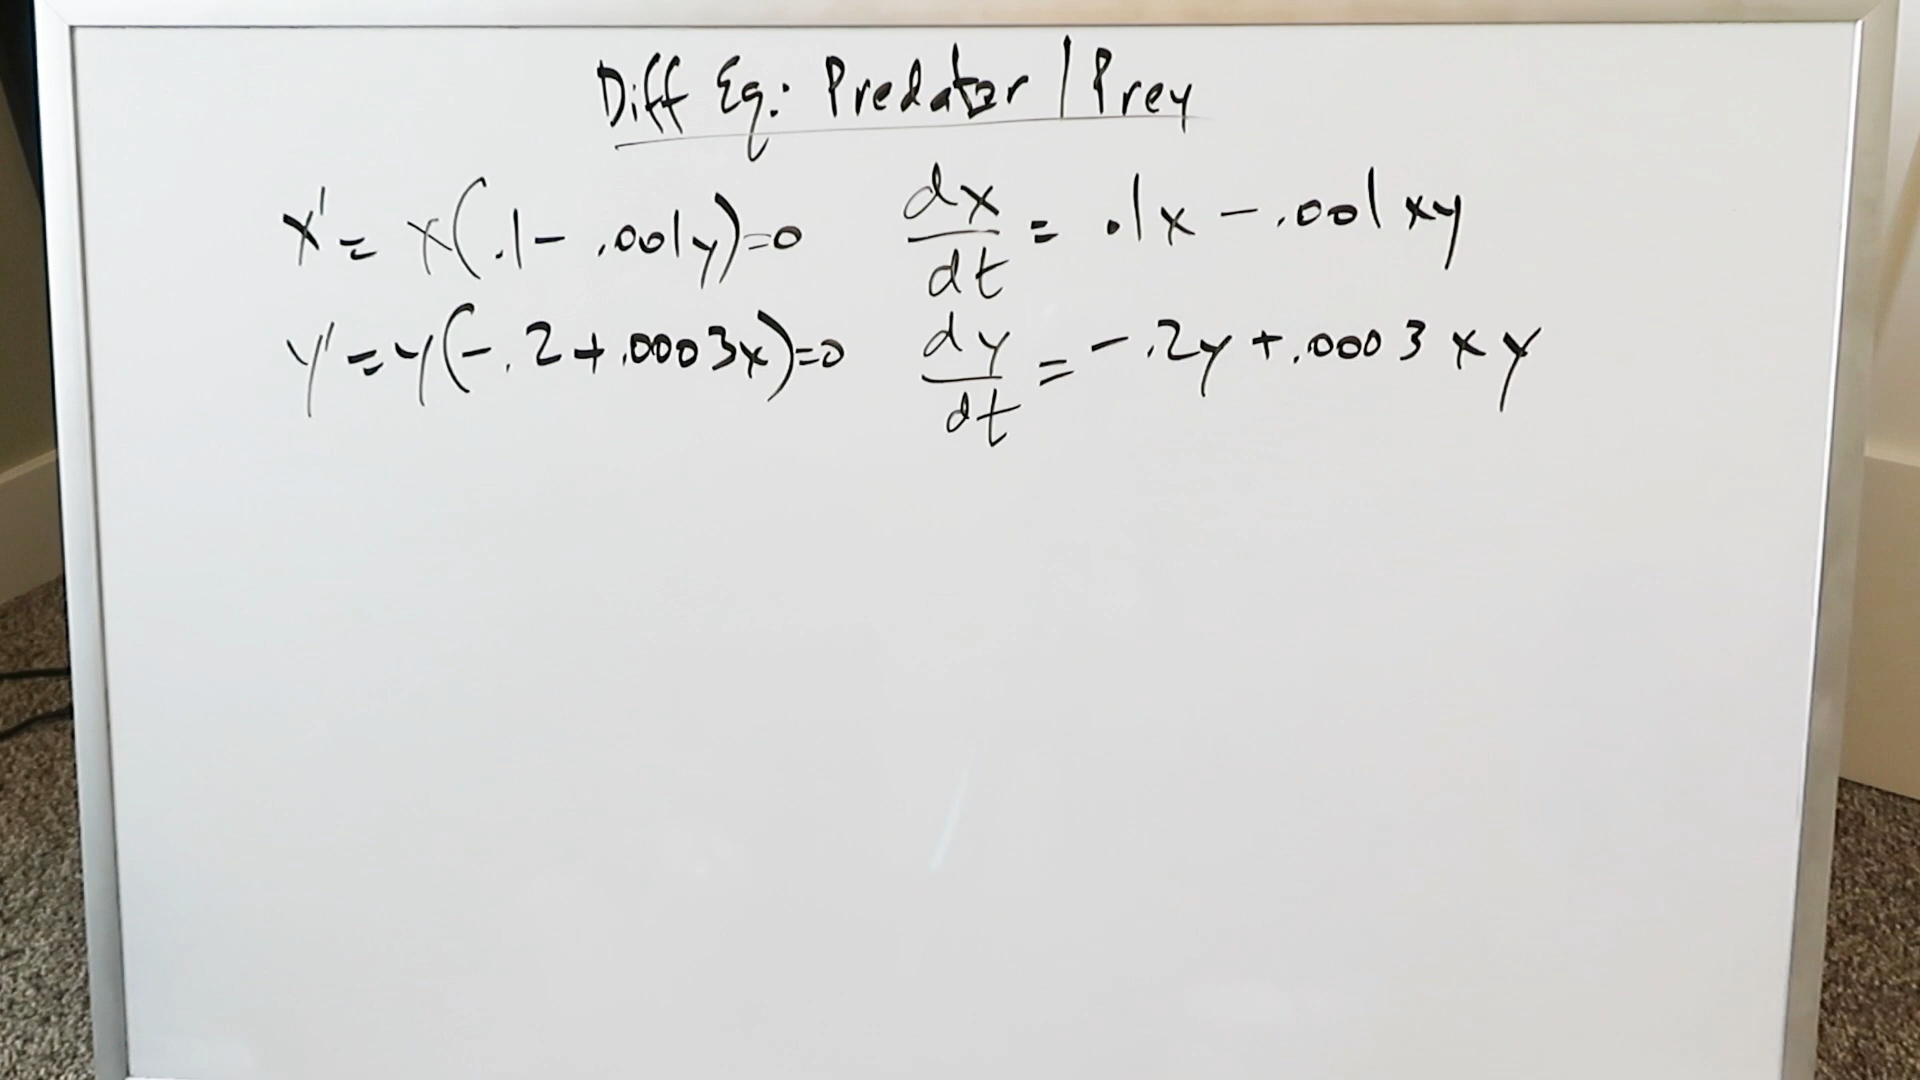 Diff Eq.: Predator / Prey
x' = x(.1 - .001y)=0 dx/dt = .1x - .001xy
y' = y(-.2 + .0003x)=0 dy/dt = -.2y + .0003xy